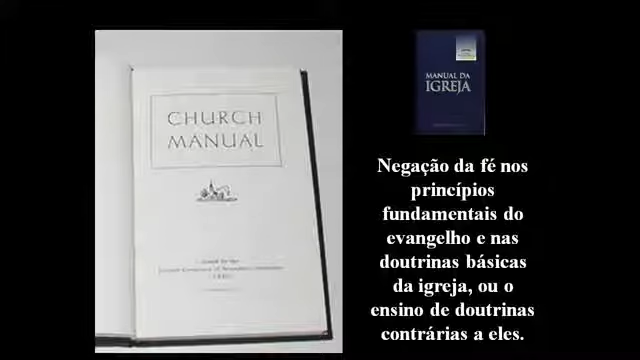 CHURCH
MANUAL
MANUAL DA
IGREJA
Negação da fé nos
princípios
fundamentais do
evangelho e nas
doutrinas básicas
da igreja, ou o
ensino de doutrinas
contrárias a eles.